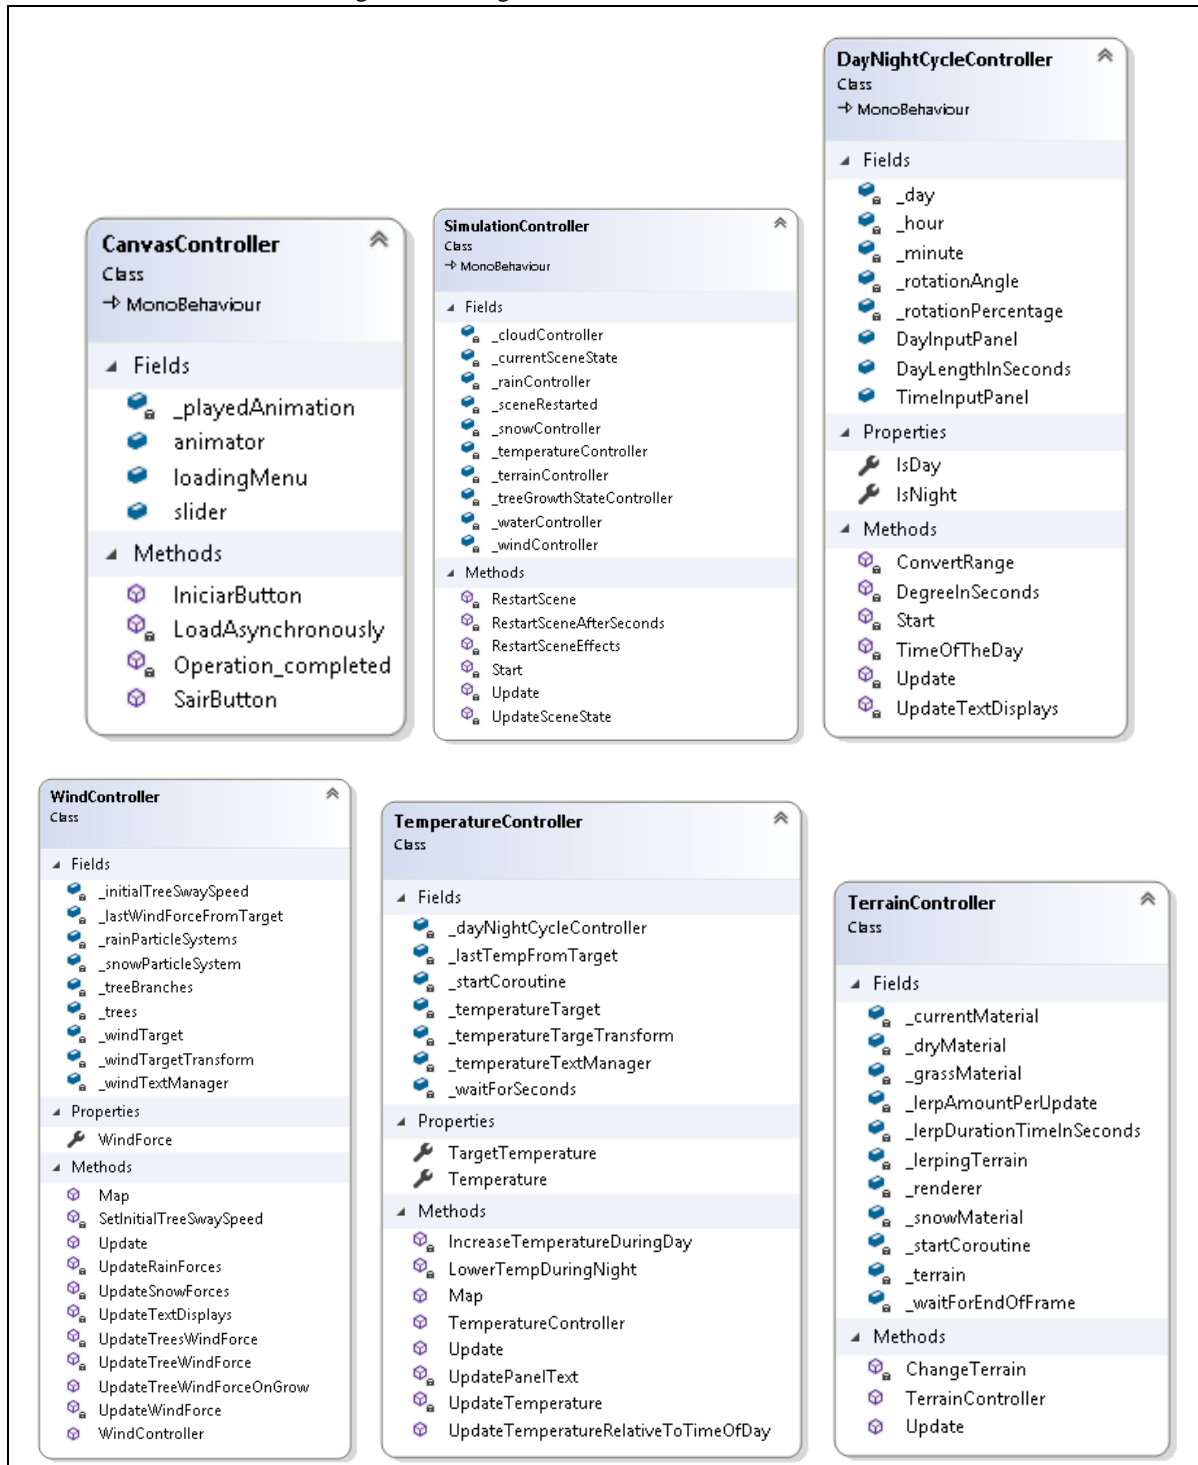 CanvasController
Class
MonoBehaviour
Fields
_playedAnimation
animator
loadingMenu
slider
Methods
IniciarButton
LoadAsynchronously
Operation_completed
SairButton
SimulationController
Class
MonoBehaviour
Fields
_cloudController
_currentSceneState
_rainController
_sceneRestarted
_snowController
_temperatureController
_terrainController
_treeGrowthStateController
_waterController
_windController
Methods
RestartScene
RestartSceneAfterSeconds
RestartSceneEffects
Start
Update
UpdateSceneState
DayNightCycleController
Class
MonoBehaviour
Fields
_day
_hour
_minute
_rotationAngle
_rotationPercentage
DayInputPanel
DayLengthInSeconds
TimeInputPanel
Properties
IsDay
IsNight
Methods
ConvertRange
DegreeInSeconds
Start
TimeOfTheDay
Update
UpdateTextDisplays
WindController
Class
Fields
_initialTreeSwaySpeed
_lastWindForceFromTarget
_rainParticleSystems
_snowParticleSystem
_treeBranches
_trees
_windTarget
_windTargetTransform
_windTextManager
Properties
WindForce
Methods
Map
SetInitialTreeSwaySpeed
Update
UpdateRainForces
UpdateSnowForces
UpdateTextDisplays
UpdateTreesWindForce
UpdateTreeWindForce
UpdateTreeWindForceOnGrow
UpdateWindForce
WindController
TemperatureController
Class
Fields
_dayNightCycleController
_lastTempFromTarget
_startCoroutine
_temperatureTarget
_temperatureTargeTransform
_temperatureTextManager
_waitForSeconds
Properties
TargetTemperature
Temperature
Methods
IncreaseTemperatureDuringDay
LowerTempDuringNight
Map
TemperatureController
Update
UpdatePanelText
UpdateTemperature
UpdateTemperatureRelativeToTimeOfDay
TerrainController
Class
Fields
_currentMaterial
_dryMaterial
_grassMaterial
_lerpAmountPerUpdate
_lerpDurationTimeInSeconds
_lerpingTerrain
_renderer
_snowMaterial
_startCoroutine
_terrain
_waitForEndOfFrame
Methods
ChangeTerrain
TerrainController
Update